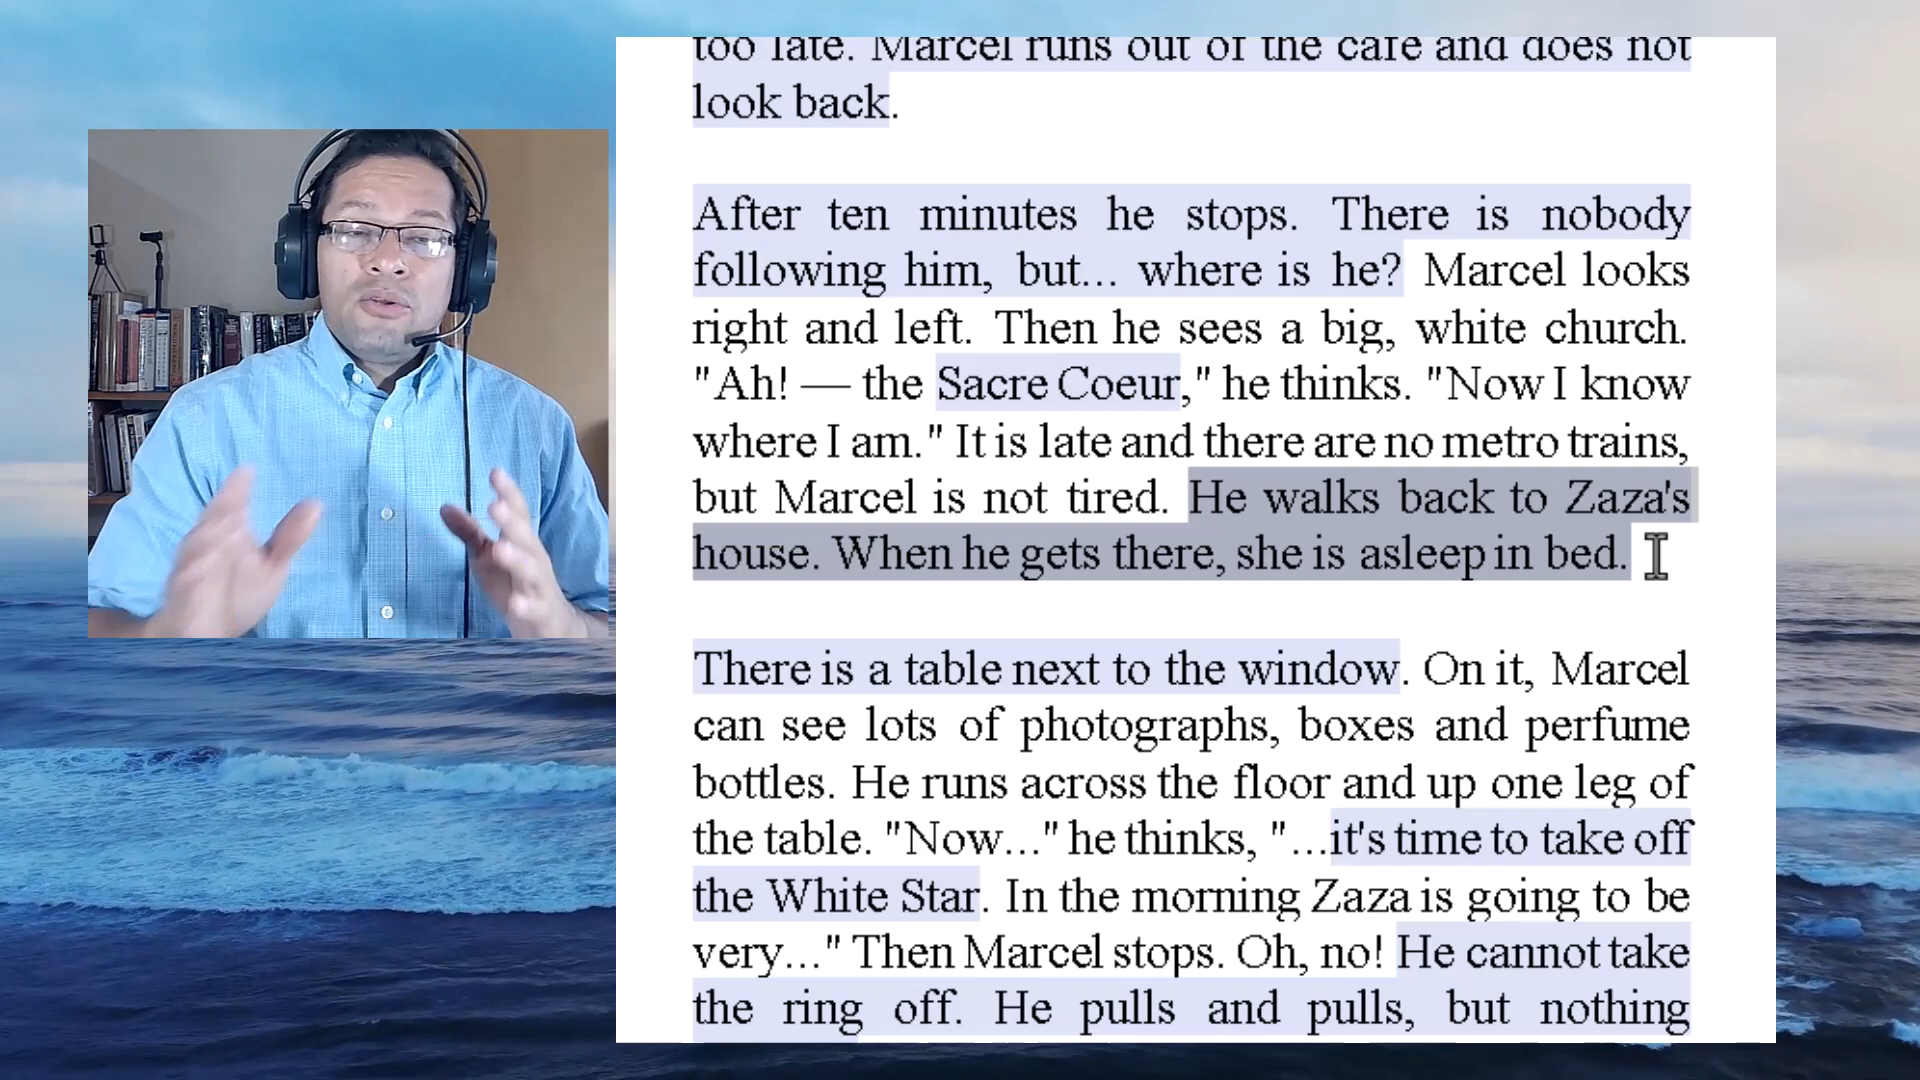 too late. Marcel runs out of the café and does not
look back.
After ten minutes he stops. There is nobody
following him, but... where is he? Marcel looks
right and left. Then he sees a big, white church.
"Ah! — the Sacre Coeur," he thinks. "Now I know
where I am." It is late and there are no metro trains,
but Marcel is not tired. He walks back to Zaza's
house. When he gets there, she is asleep in bed.
There is a table next to the window. On it, Marcel
can see lots of photographs, boxes and perfume
bottles. He runs across the floor and up one leg of
the table. "Now..." he thinks, "...it's time to take off
the White Star. In the morning Zaza is going to be
very..." Then Marcel stops. Oh, no! He cannot take
the ring off. He pulls and pulls, but nothing